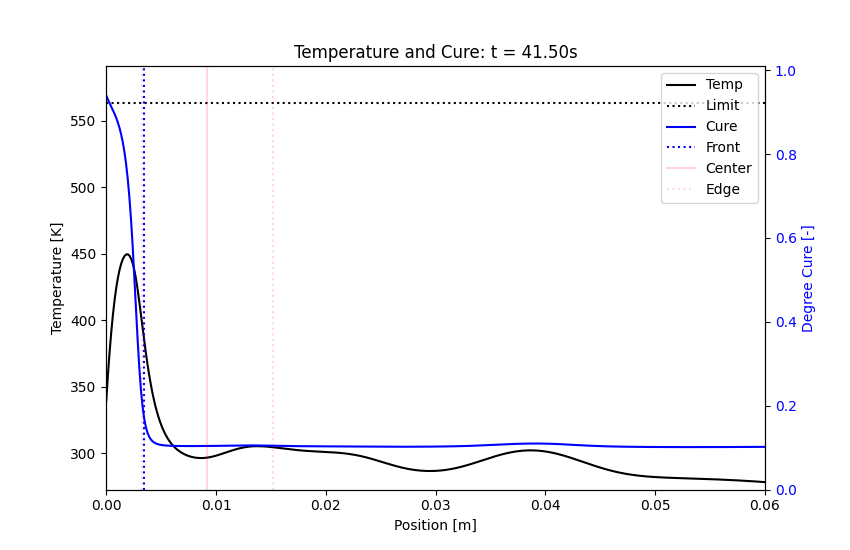 Temperature and Cure: t = 41.50s
Temperature [K]
550
500
450
400
350
300
1.0
0.8
0.6
0.4
0.2
0.0
Degree Cure [-]
Temp
Limit
Cure
Front
Center
Edge
0.00 0.01 0.02 0.03 0.04 0.05 0.06
Position [m]